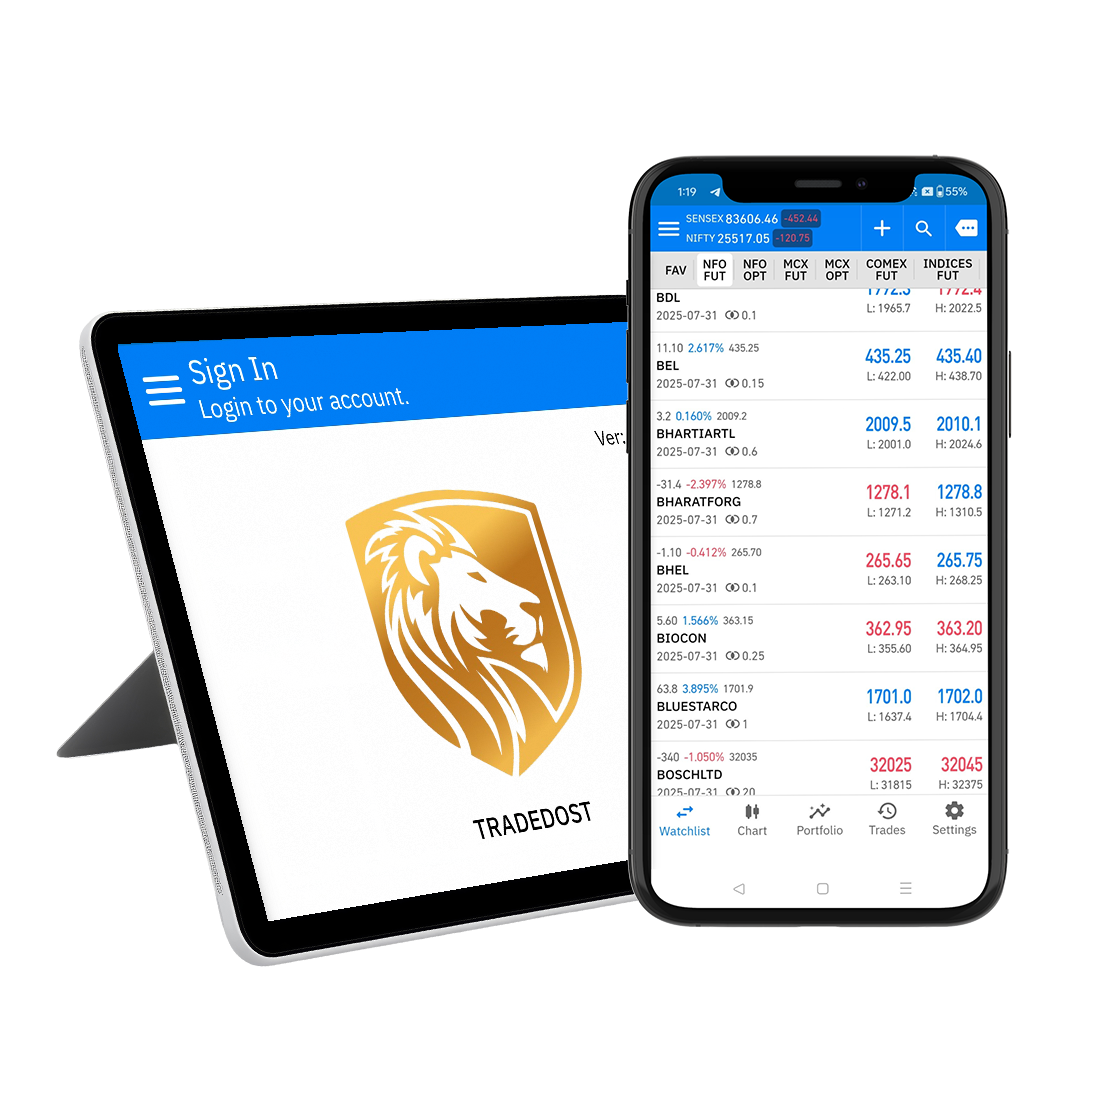 Sign In
Login to your account.
Ver:
TRADEDOST
1:19 55%
SENSEX 83606.46 -452.44
NIFTY 25517.05 -120.75
FAV NFO FUT NFO OPT MCX FUT MCX OPT COMEX FUT INDICES FUT
1772.3 1772.4
BDL
L: 1965.7 H: 2022.5
2025-07-31 0.1
11.10 2.617% 435.25
BEL
435.25 435.40
L: 422.00 H: 438.70
2025-07-31 0.15
3.2 0.160% 2009.2
BHARTIARTL
2009.5 2010.1
L: 2001.0 H: 2024.6
2025-07-31 0.6
-31.4 -2.397% 1278.8
BHARATFORG
1278.1 1278.8
L: 1271.2 H: 1310.5
2025-07-31 0.7
-1.10 -0.412% 265.70
BHEL
265.65 265.75
L: 263.10 H: 268.25
2025-07-31 0.1
5.60 1.566% 363.15
BIOCON
362.95 363.20
L: 355.60 H: 364.95
2025-07-31 0.25
63.8 3.895% 1701.9
BLUESTARCO
1701.0 1702.0
L: 1637.4 H: 1704.4
2025-07-31 1
-340 -1.050% 32035
BOSCHLTD
32025 32045
L: 31815 H: 32375
2025-07-31 20
Watchlist Chart Portfolio Trades Settings